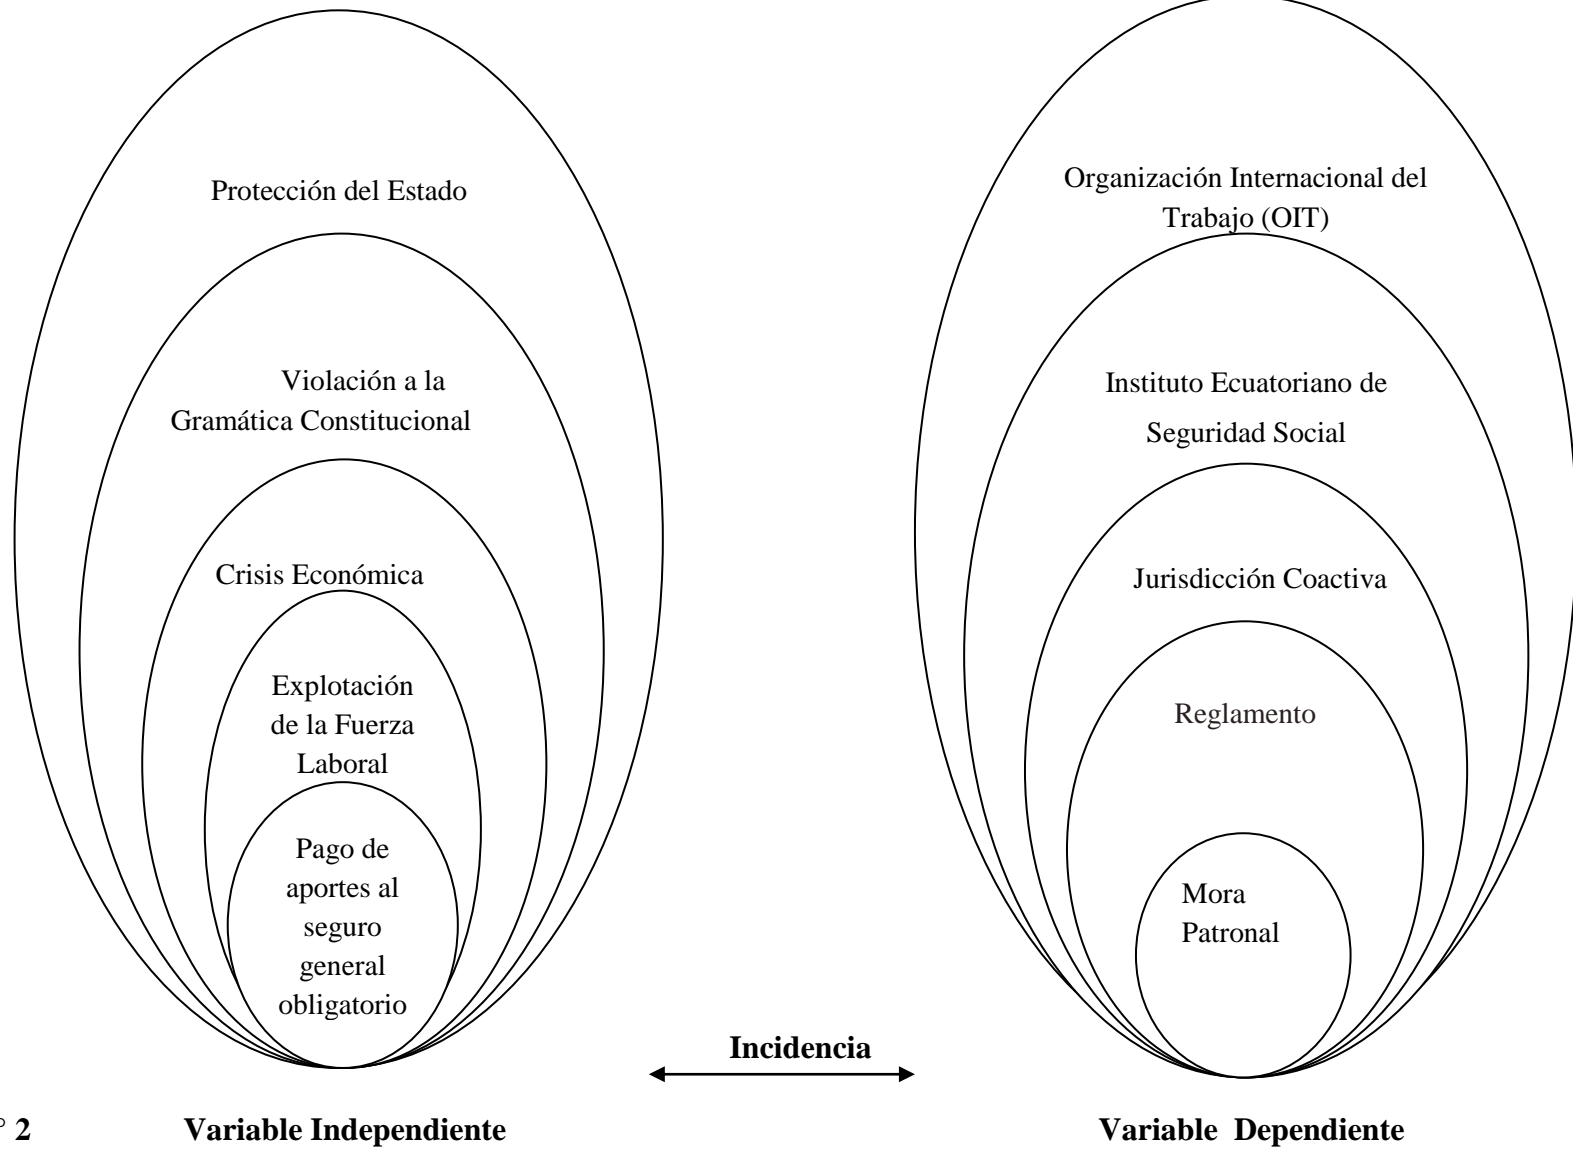 Protección del Estado
Violación a la
Gramática Constitucional
Crisis Económica
Explotación
de la Fuerza
Laboral
Pago de
aportes al
seguro
general
obligatorio
Organización Internacional del
Trabajo (OIT)
Instituto Ecuatoriano de
Seguridad Social
Jurisdicción Coactiva
Reglamento
Mora
Patronal
Incidencia
° 2
Variable Independiente
Variable Dependiente